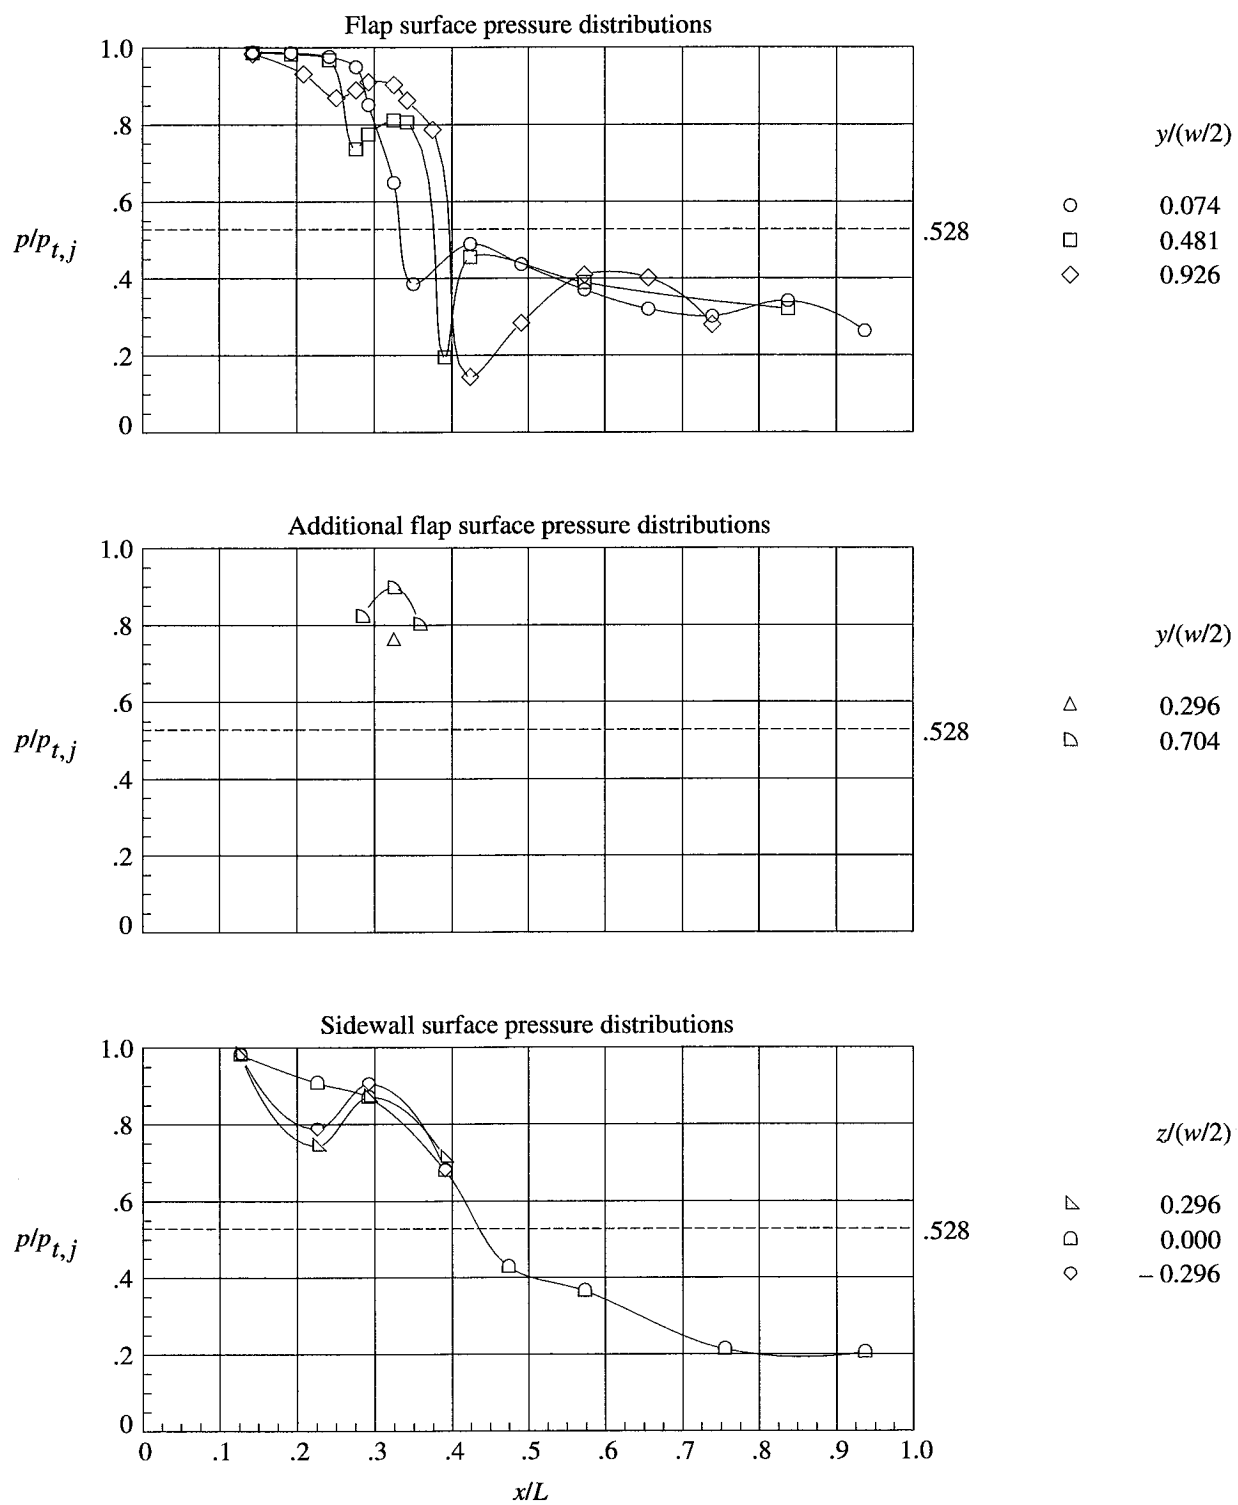 Flap surface pressure distributions
1.0
.8
.6
p/p_{t,j}
.4
.2
0
.528
y/(w/2)
0.074
0.481
0.926
Additional flap surface pressure distributions
1.0
.8
.6
p/p_{t,j}
.4
.2
0
.528
y/(w/2)
0.296
0.704
Sidewall surface pressure distributions
1.0
.8
.6
p/p_{t,j}
.4
.2
0
.528
z/(w/2)
0.296
0.000
– 0.296
0 .1 .2 .3 .4 .5 .6 .7 .8 .9 1.0
x/L